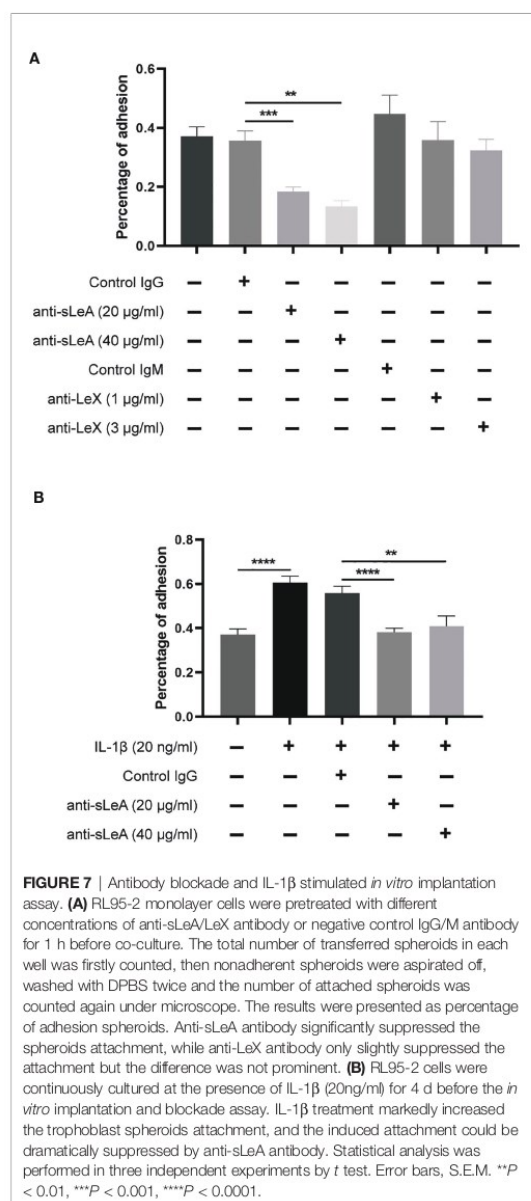 A
Percentage of adhesion
0.6
0.4
0.2
0.0
**
***
Control IgG – + – – – – –
anti-sLeA (20 µg/ml) – – + – – – –
anti-sLeA (40 µg/ml) – – – + – – –
Control IgM – – – – + – –
anti-LeX (1 µg/ml) – – – – – + –
anti-LeX (3 µg/ml) – – – – – – +
B
Percentage of adhesion
0.8
0.6
0.4
0.2
0.0
**
**** ****
IL-1β (20 ng/ml) – + + + +
Control IgG – – + – –
anti-sLeA (20 µg/ml) – – – + –
anti-sLeA (40 µg/ml) – – – – +
FIGURE 7 | Antibody blockade and IL-1β stimulated in vitro implantation
assay. (A) RL95-2 monolayer cells were pretreated with different
concentrations of anti-sLeA/LeX antibody or negative control IgG/M antibody
for 1 h before co-culture. The total number of transferred spheroids in each
well was firstly counted, then nonadherent spheroids were aspirated off,
washed with DPBS twice and the number of attached spheroids was
counted again under microscope. The results were presented as percentage
of adhesion spheroids. Anti-sLeA antibody significantly suppressed the
spheroids attachment, while anti-LeX antibody only slightly suppressed the
attachment but the difference was not prominent. (B) RL95-2 cells were
continuously cultured at the presence of IL-1β (20ng/ml) for 4 d before the in
vitro implantation and blockade assay. IL-1β treatment markedly increased
the trophoblast spheroids attachment, and the induced attachment could be
dramatically suppressed by anti-sLeA antibody. Statistical analysis was
performed in three independent experiments by t test. Error bars, S.E.M. **P
< 0.01, ***P < 0.001, ****P < 0.0001.